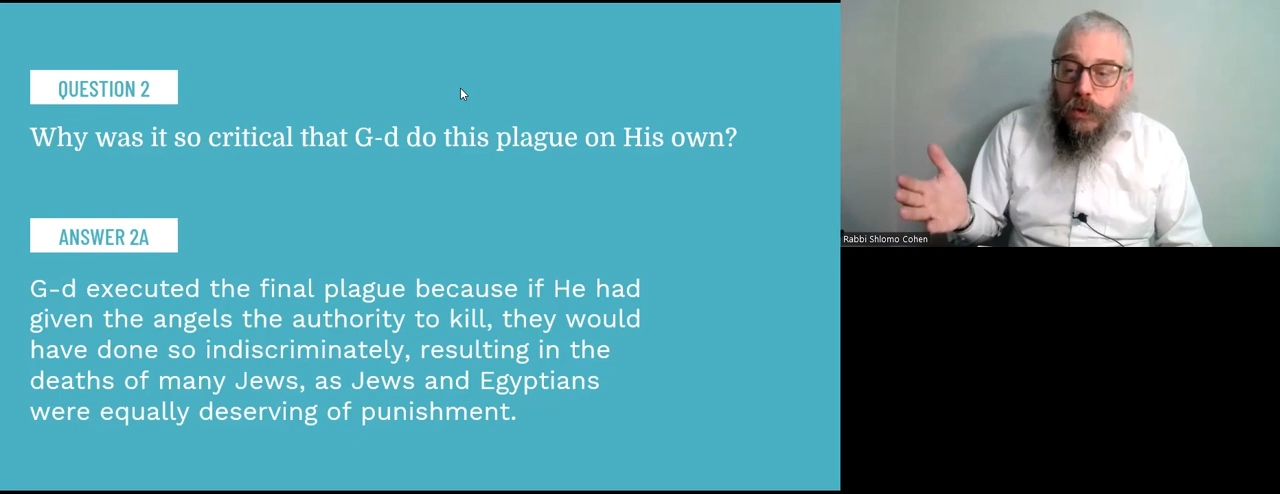 QUESTION 2
Why was it so critical that G-d do this plague on His own?
ANSWER 2A
G-d executed the final plague because if He had
given the angels the authority to kill, they would
have done so indiscriminately, resulting in the
deaths of many Jews, as Jews and Egyptians
were equally deserving of punishment.
Rabbi Shlomo Cohen